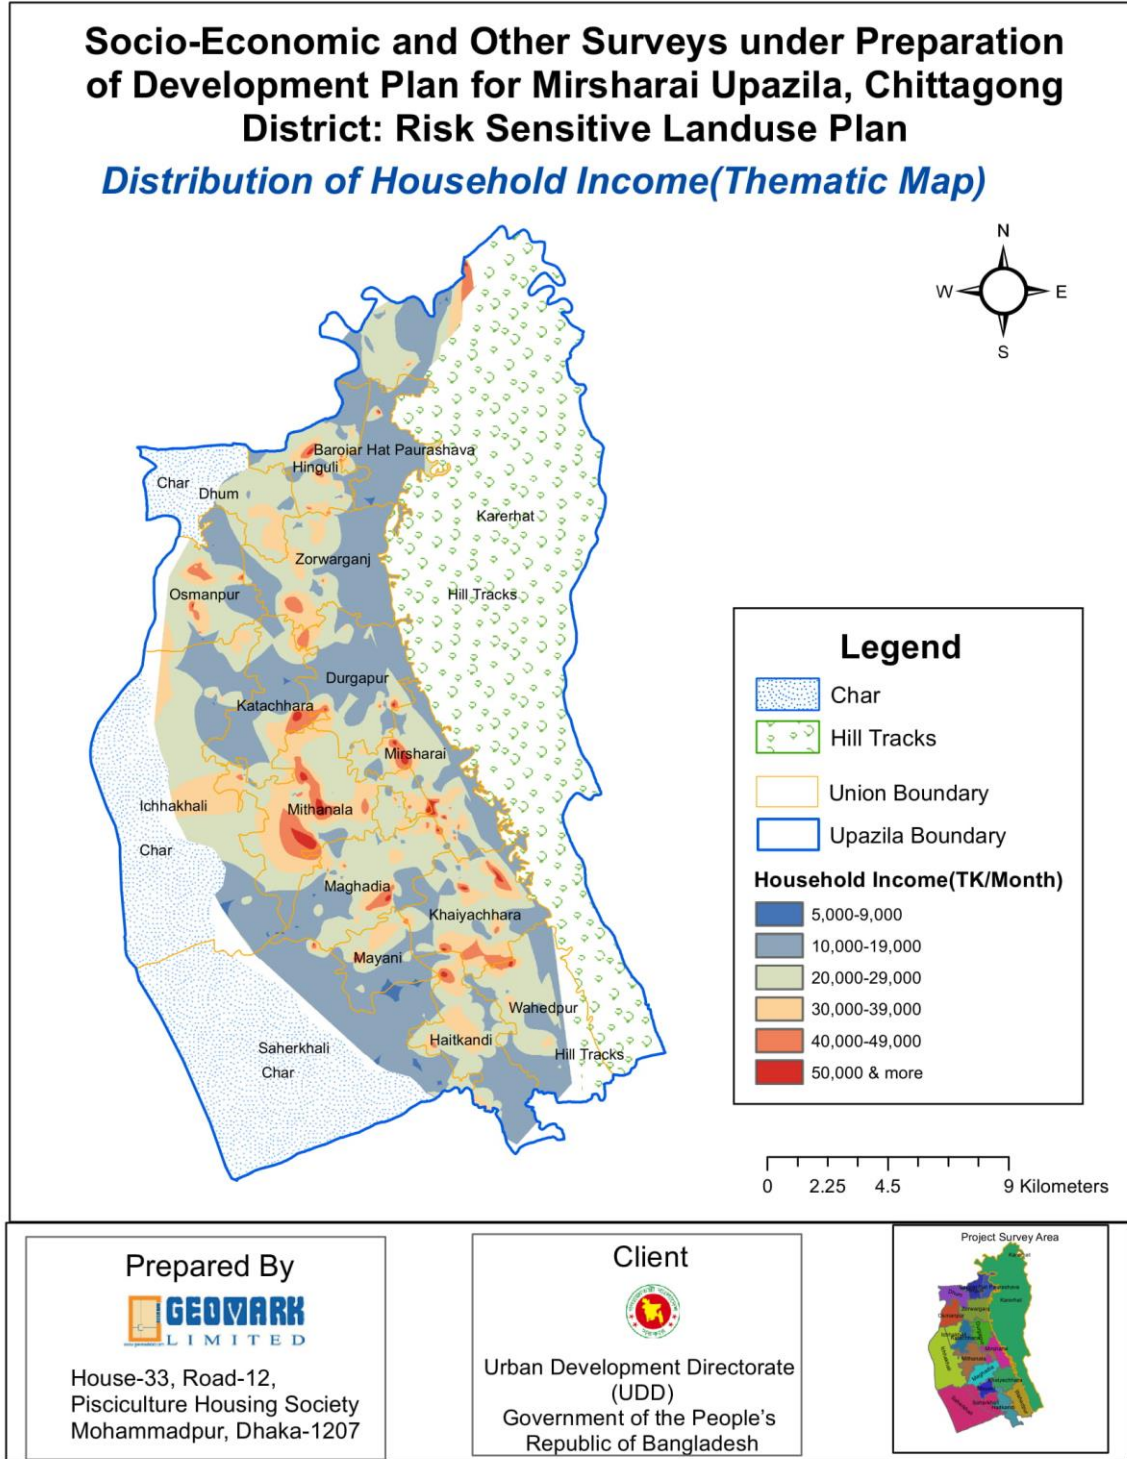 Socio-Economic and Other Surveys under Preparation
of Development Plan for Mirsharai Upazila, Chittagong
District: Risk Sensitive Landuse Plan
Distribution of Household Income(Thematic Map)
N
W
E
S
Baroiar Hat Paurashava
Hinguli
Char
Dhum
Karerhat
Zorwarganj
Osmanpur
Hill Tracks
Durgapur
Katachhara
Mirsharai
Ichhakhali
Mithanala
Char
Maghadia
Khaiyachhara
Mayani
Wahedpur
Haitkandi
Saherkhali
Hill Tracks
Char
Legend
Char
Hill Tracks
Union Boundary
Upazila Boundary
Household Income(TK/Month)
5,000-9,000
10,000-19,000
20,000-29,000
30,000-39,000
40,000-49,000
50,000 & more
0 2.25 4.5 9 Kilometers
Prepared By
GEOMARK
LIMITED
House-33, Road-12,
Pisciculture Housing Society
Mohammadpur, Dhaka-1207
Client
Urban Development Directorate
(UDD)
Government of the People's
Republic of Bangladesh
Project Survey Area
Karerhat